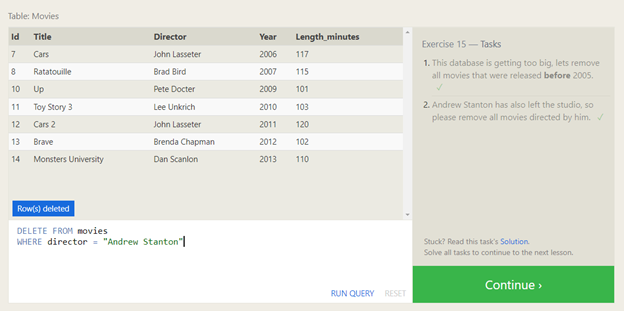 Table: Movies
Id Title Director Year Length_minutes
7 Cars John Lasseter 2006 117
8 Ratatouille Brad Bird 2007 115
10 Up Pete Docter 2009 101
11 Toy Story 3 Lee Unkrich 2010 103
12 Cars 2 John Lasseter 2011 120
13 Brave Brenda Chapman 2012 102
14 Monsters University Dan Scanlon 2013 110
Row(s) deleted
DELETE FROM movies
WHERE director = "Andrew Stanton"
RUN QUERY RESET
Exercise 15 — Tasks
1. This database is getting too big, lets remove
all movies that were released before 2005.
✓
2. Andrew Stanton has also left the studio, so
please remove all movies directed by him. ✓
Stuck? Read this task's Solution.
Solve all tasks to continue to the next lesson.
Continue ›